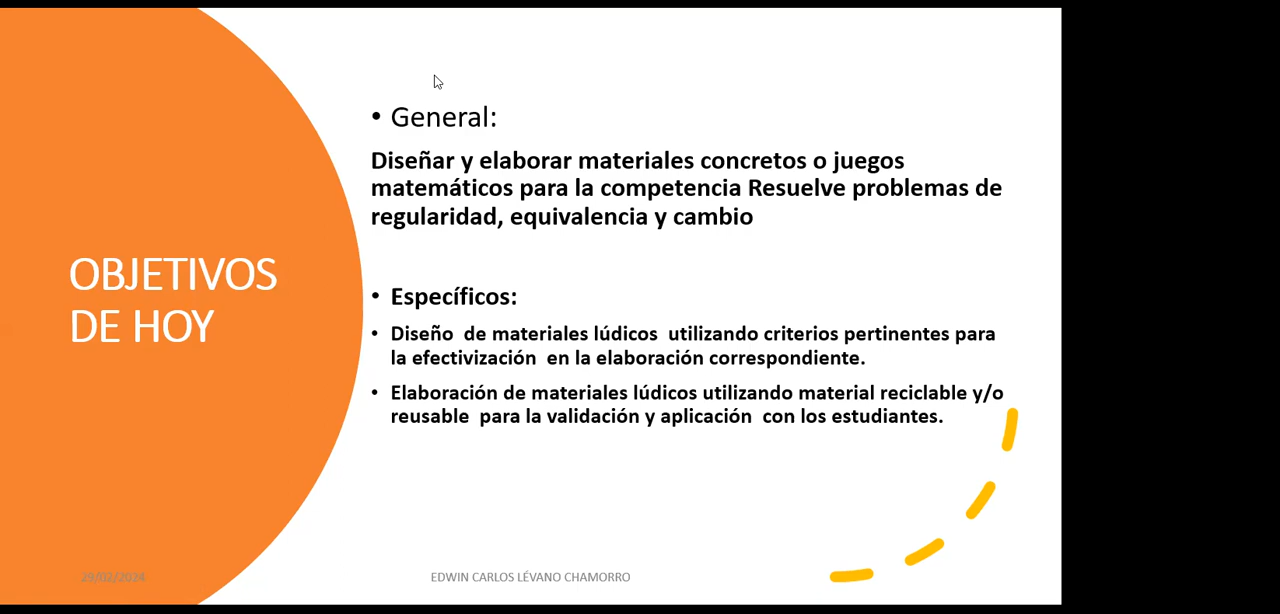 OBJETIVOS
DE HOY
• General:
Diseñar y elaborar materiales concretos o juegos
matemáticos para la competencia Resuelve problemas de
regularidad, equivalencia y cambio
• Específicos:
• Diseño de materiales lúdicos utilizando criterios pertinentes para
la efectivización en la elaboración correspondiente.
• Elaboración de materiales lúdicos utilizando material reciclable y/o
reusable para la validación y aplicación con los estudiantes.
29/02/2024
EDWIN CARLOS LÉVANO CHAMORRO